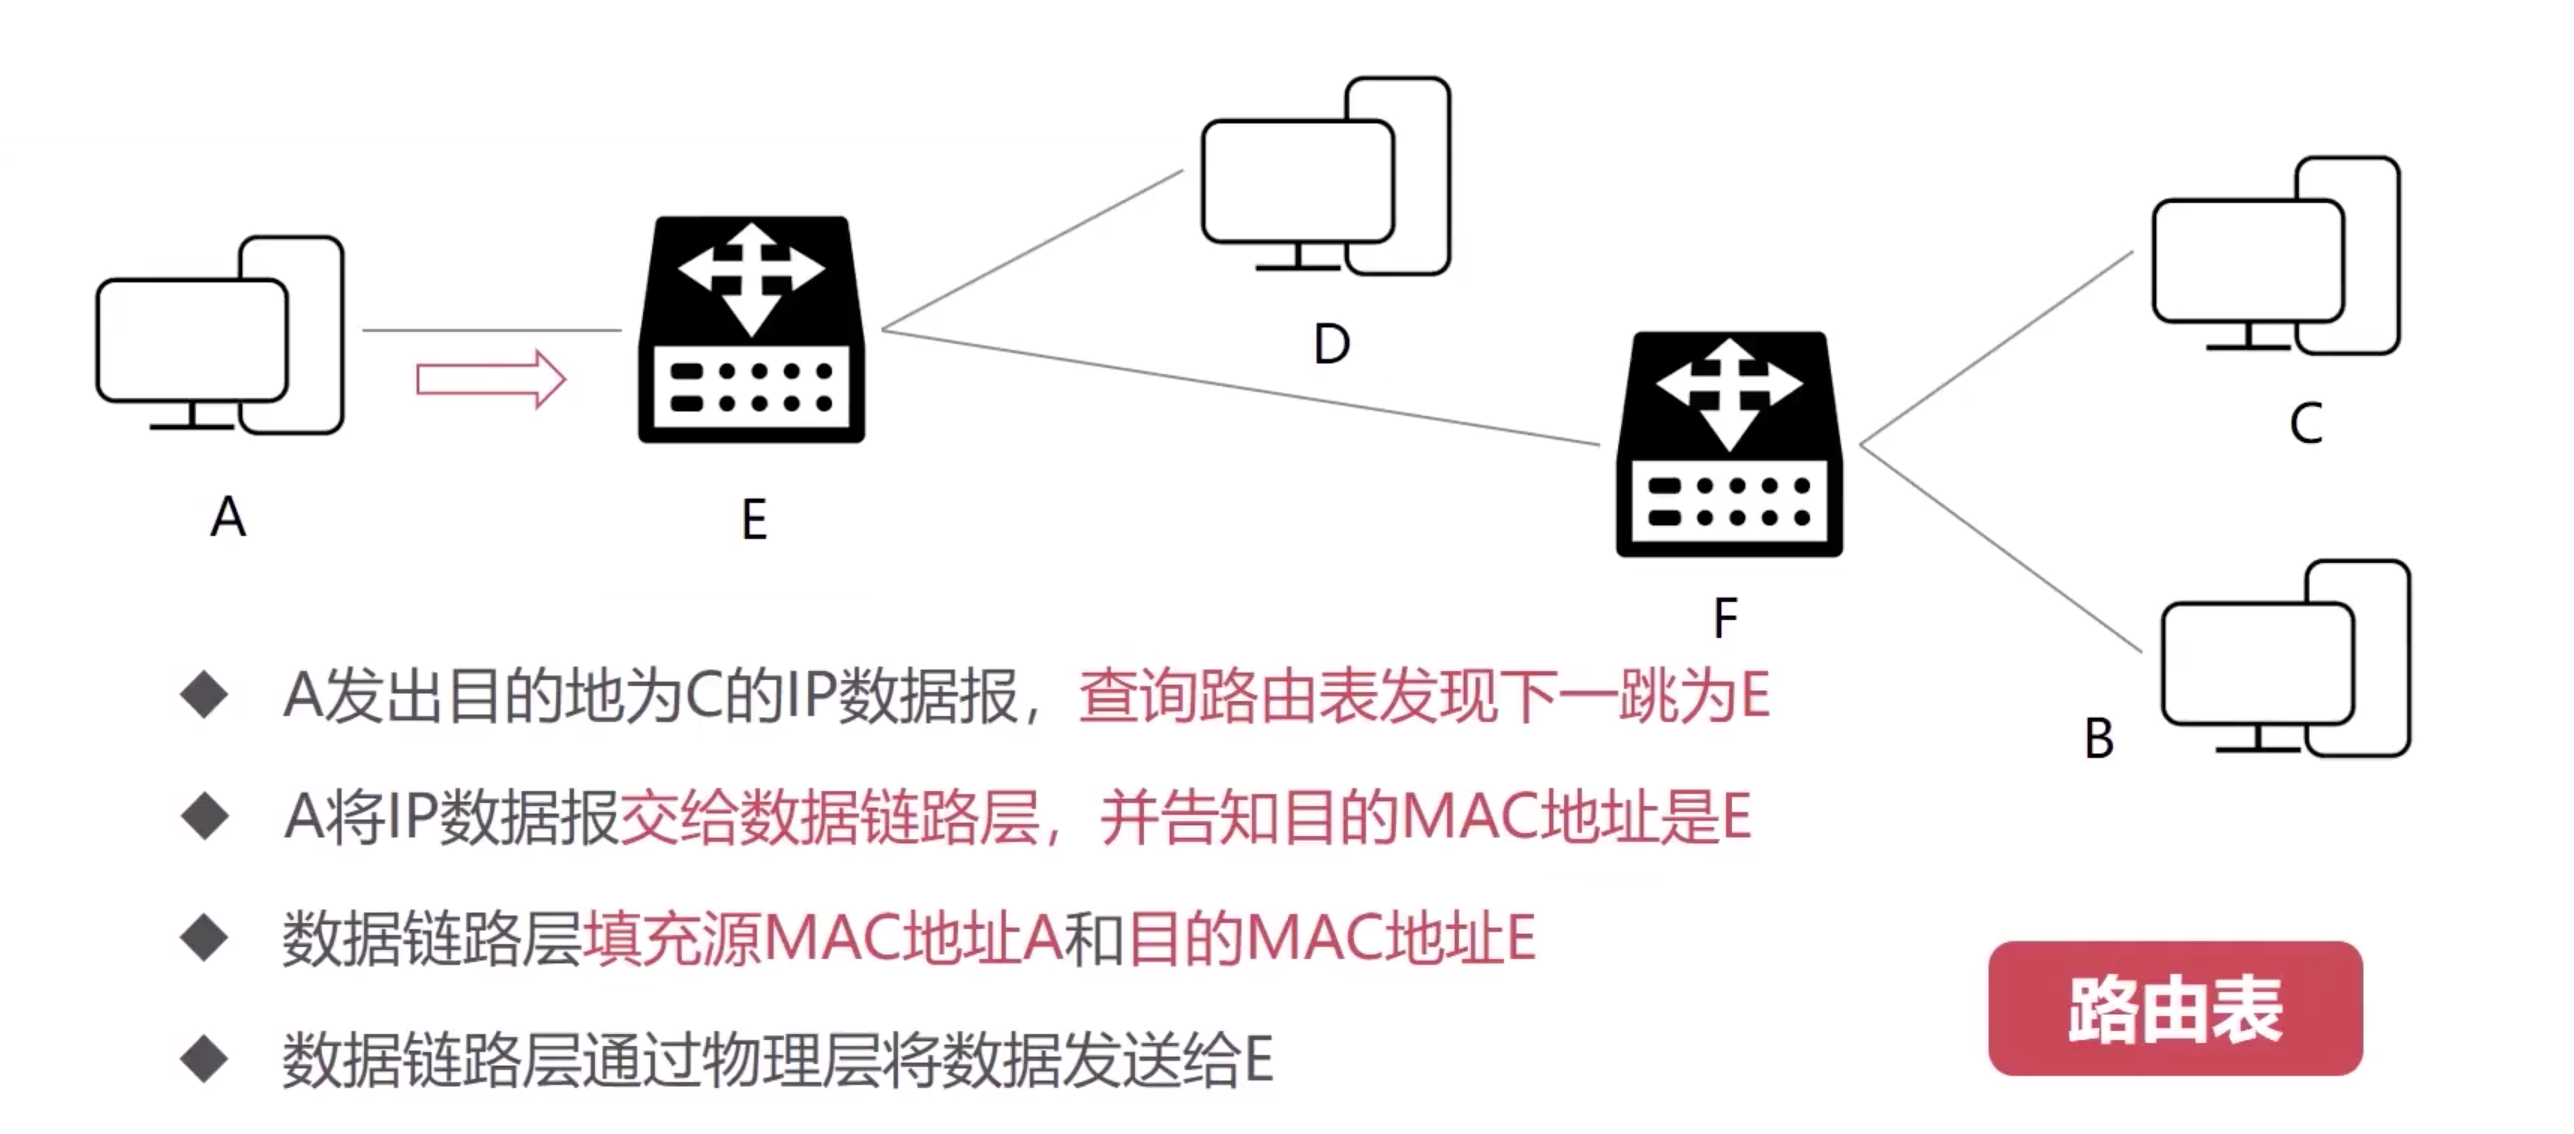 D
C
A
E
F
B
A发出目的地为C的IP数据报，查询路由表发现下一跳为E
A将IP数据报交给数据链路层，并告知目的MAC地址是E
数据链路层填充源MAC地址A和目的MAC地址E
数据链路层通过物理层将数据发送给E
路由表